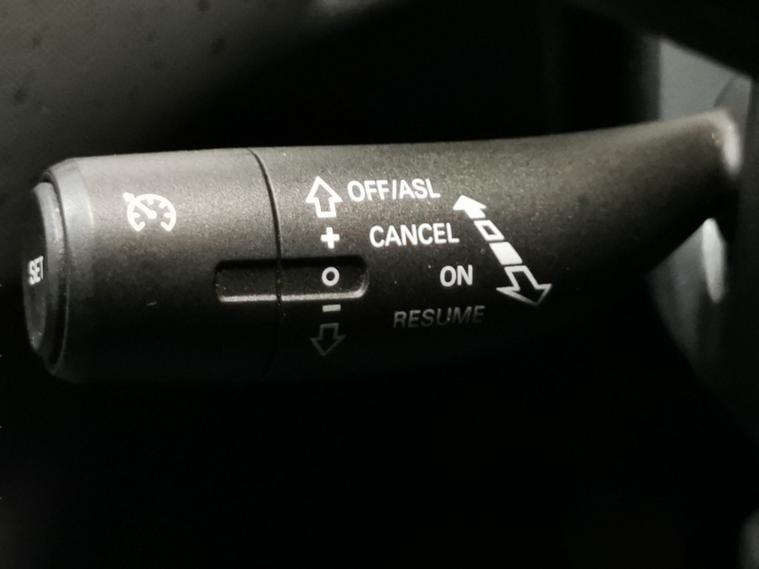 SET
OFF/ASL
+ CANCEL
O ON
- RESUME